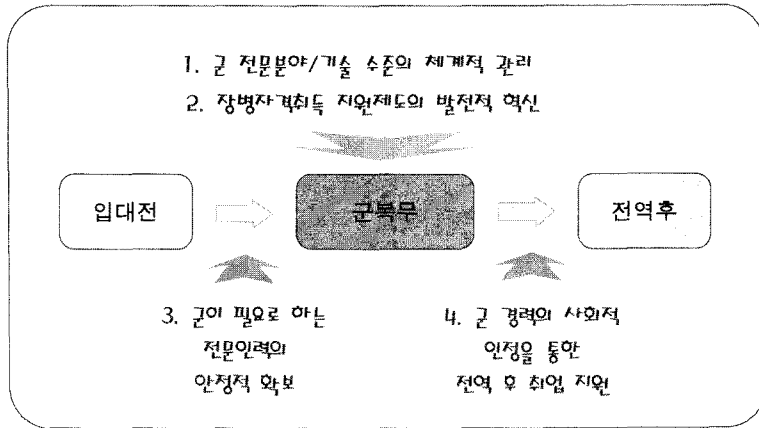 1. 군 전문분야/기술 수준의 체계적 관리
2. 장병자격취득 지원제도의 발전적 혁신
입대전
군복무
전역후
3. 군이 필요로 하는
전문인력의
안정적 확보
4. 군 경력의 사회적
인정을 통한
전역 후 취업 지원